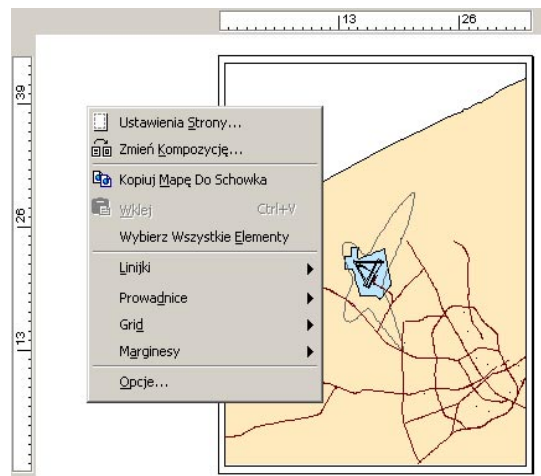 13 26
39
Ustawienia Strony...
Zmień Kompozycję...
Kopiuj Mapę Do Schowka
Wklej Ctrl+V
26
Wybierz Wszystkie Elementy
Linijki
Prowadnice
Grid
13
Marginesy
Opcje...